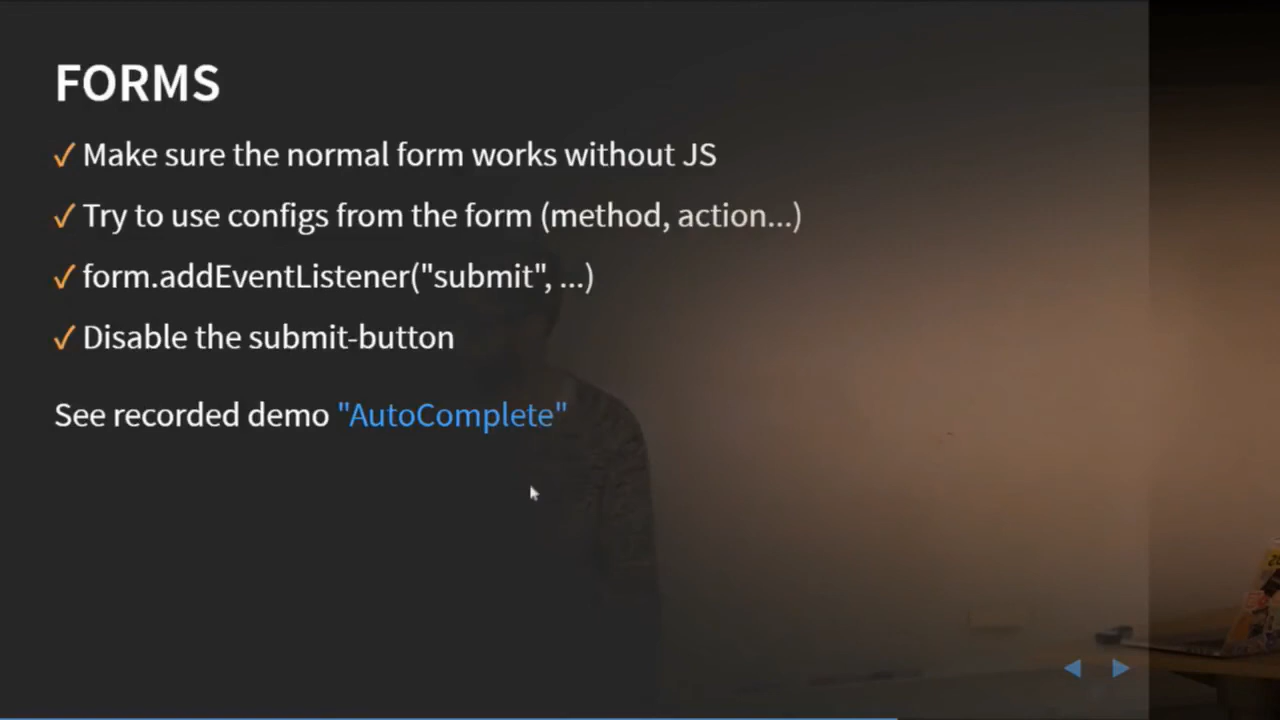 FORMS
✓ Make sure the normal form works without JS
✓ Try to use configs from the form (method, action...)
✓ form.addEventListener("submit", ...)
✓ Disable the submit-button
See recorded demo "AutoComplete"